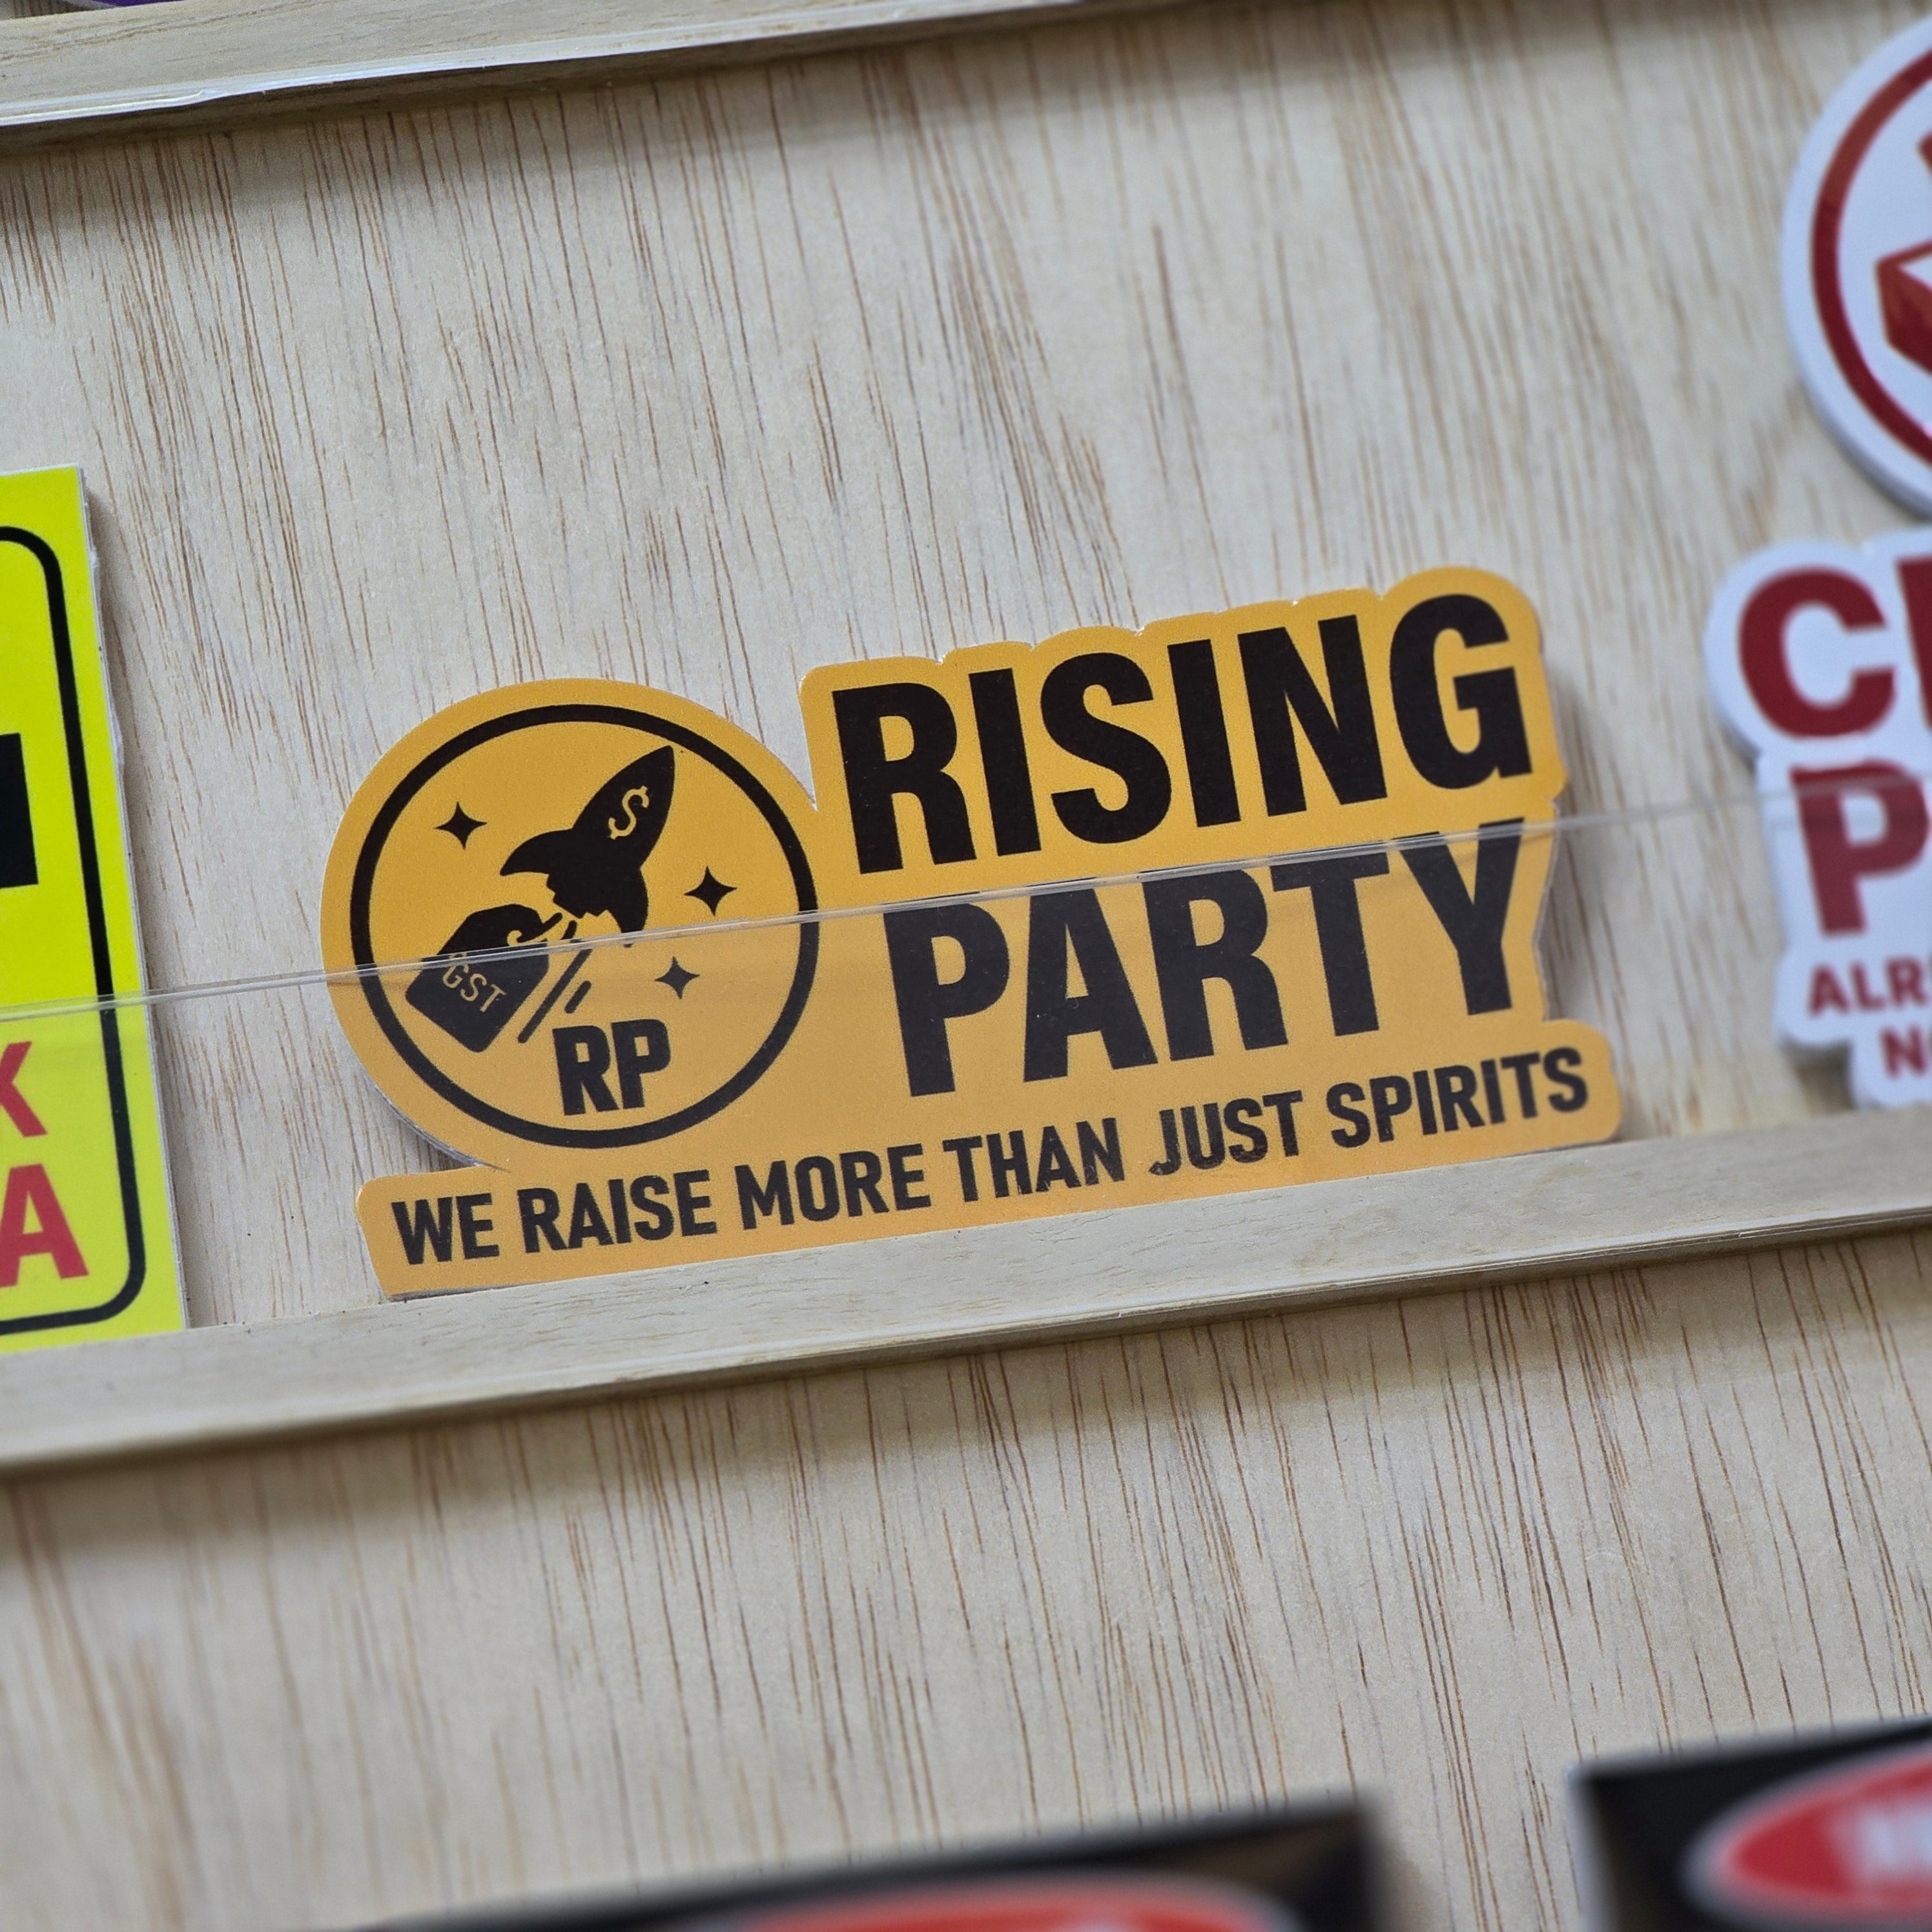 RISING
PARTY
$
GST
RP
WE RAISE MORE THAN JUST SPIRITS